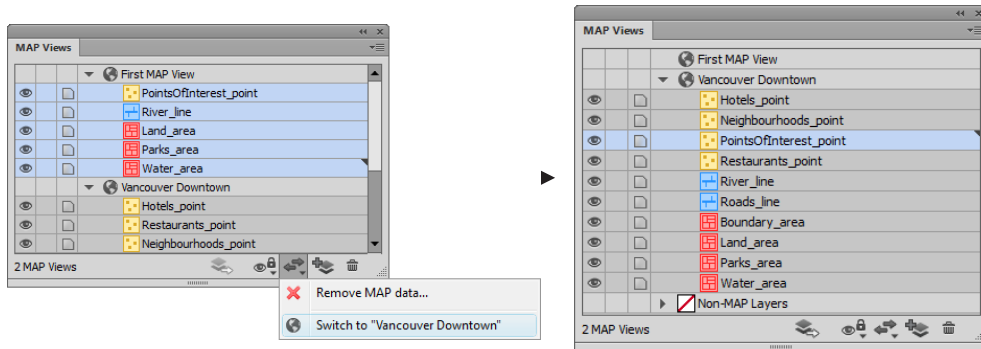 MAP Views
First MAP View
PointsOfInterest_point
River_line
Land_area
Parks_area
Water_area
Vancouver Downtown
Hotels_point
Restaurants_point
Neighbourhoods_point
2 MAP Views
Remove MAP data...
Switch to "Vancouver Downtown"
MAP Views
First MAP View
Vancouver Downtown
Hotels_point
Neighbourhoods_point
PointsOfInterest_point
Restaurants_point
River_line
Roads_line
Boundary_area
Land_area
Parks_area
Water_area
Non-MAP Layers
2 MAP Views